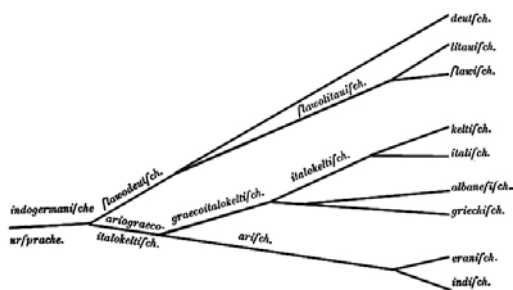 deutſch.
litauiſch.
ſlawiſch.
ſlawolitauiſch.
keltiſch.
italiſch.
italokeltiſch.
ſlawodeutſch.
albaneſiſch.
graecoitalokeltiſch.
griechiſch.
indogermaniſche
urſprache.
ariograeco-
italokeltiſch.
ariſch.
eraniſch.
indiſch.